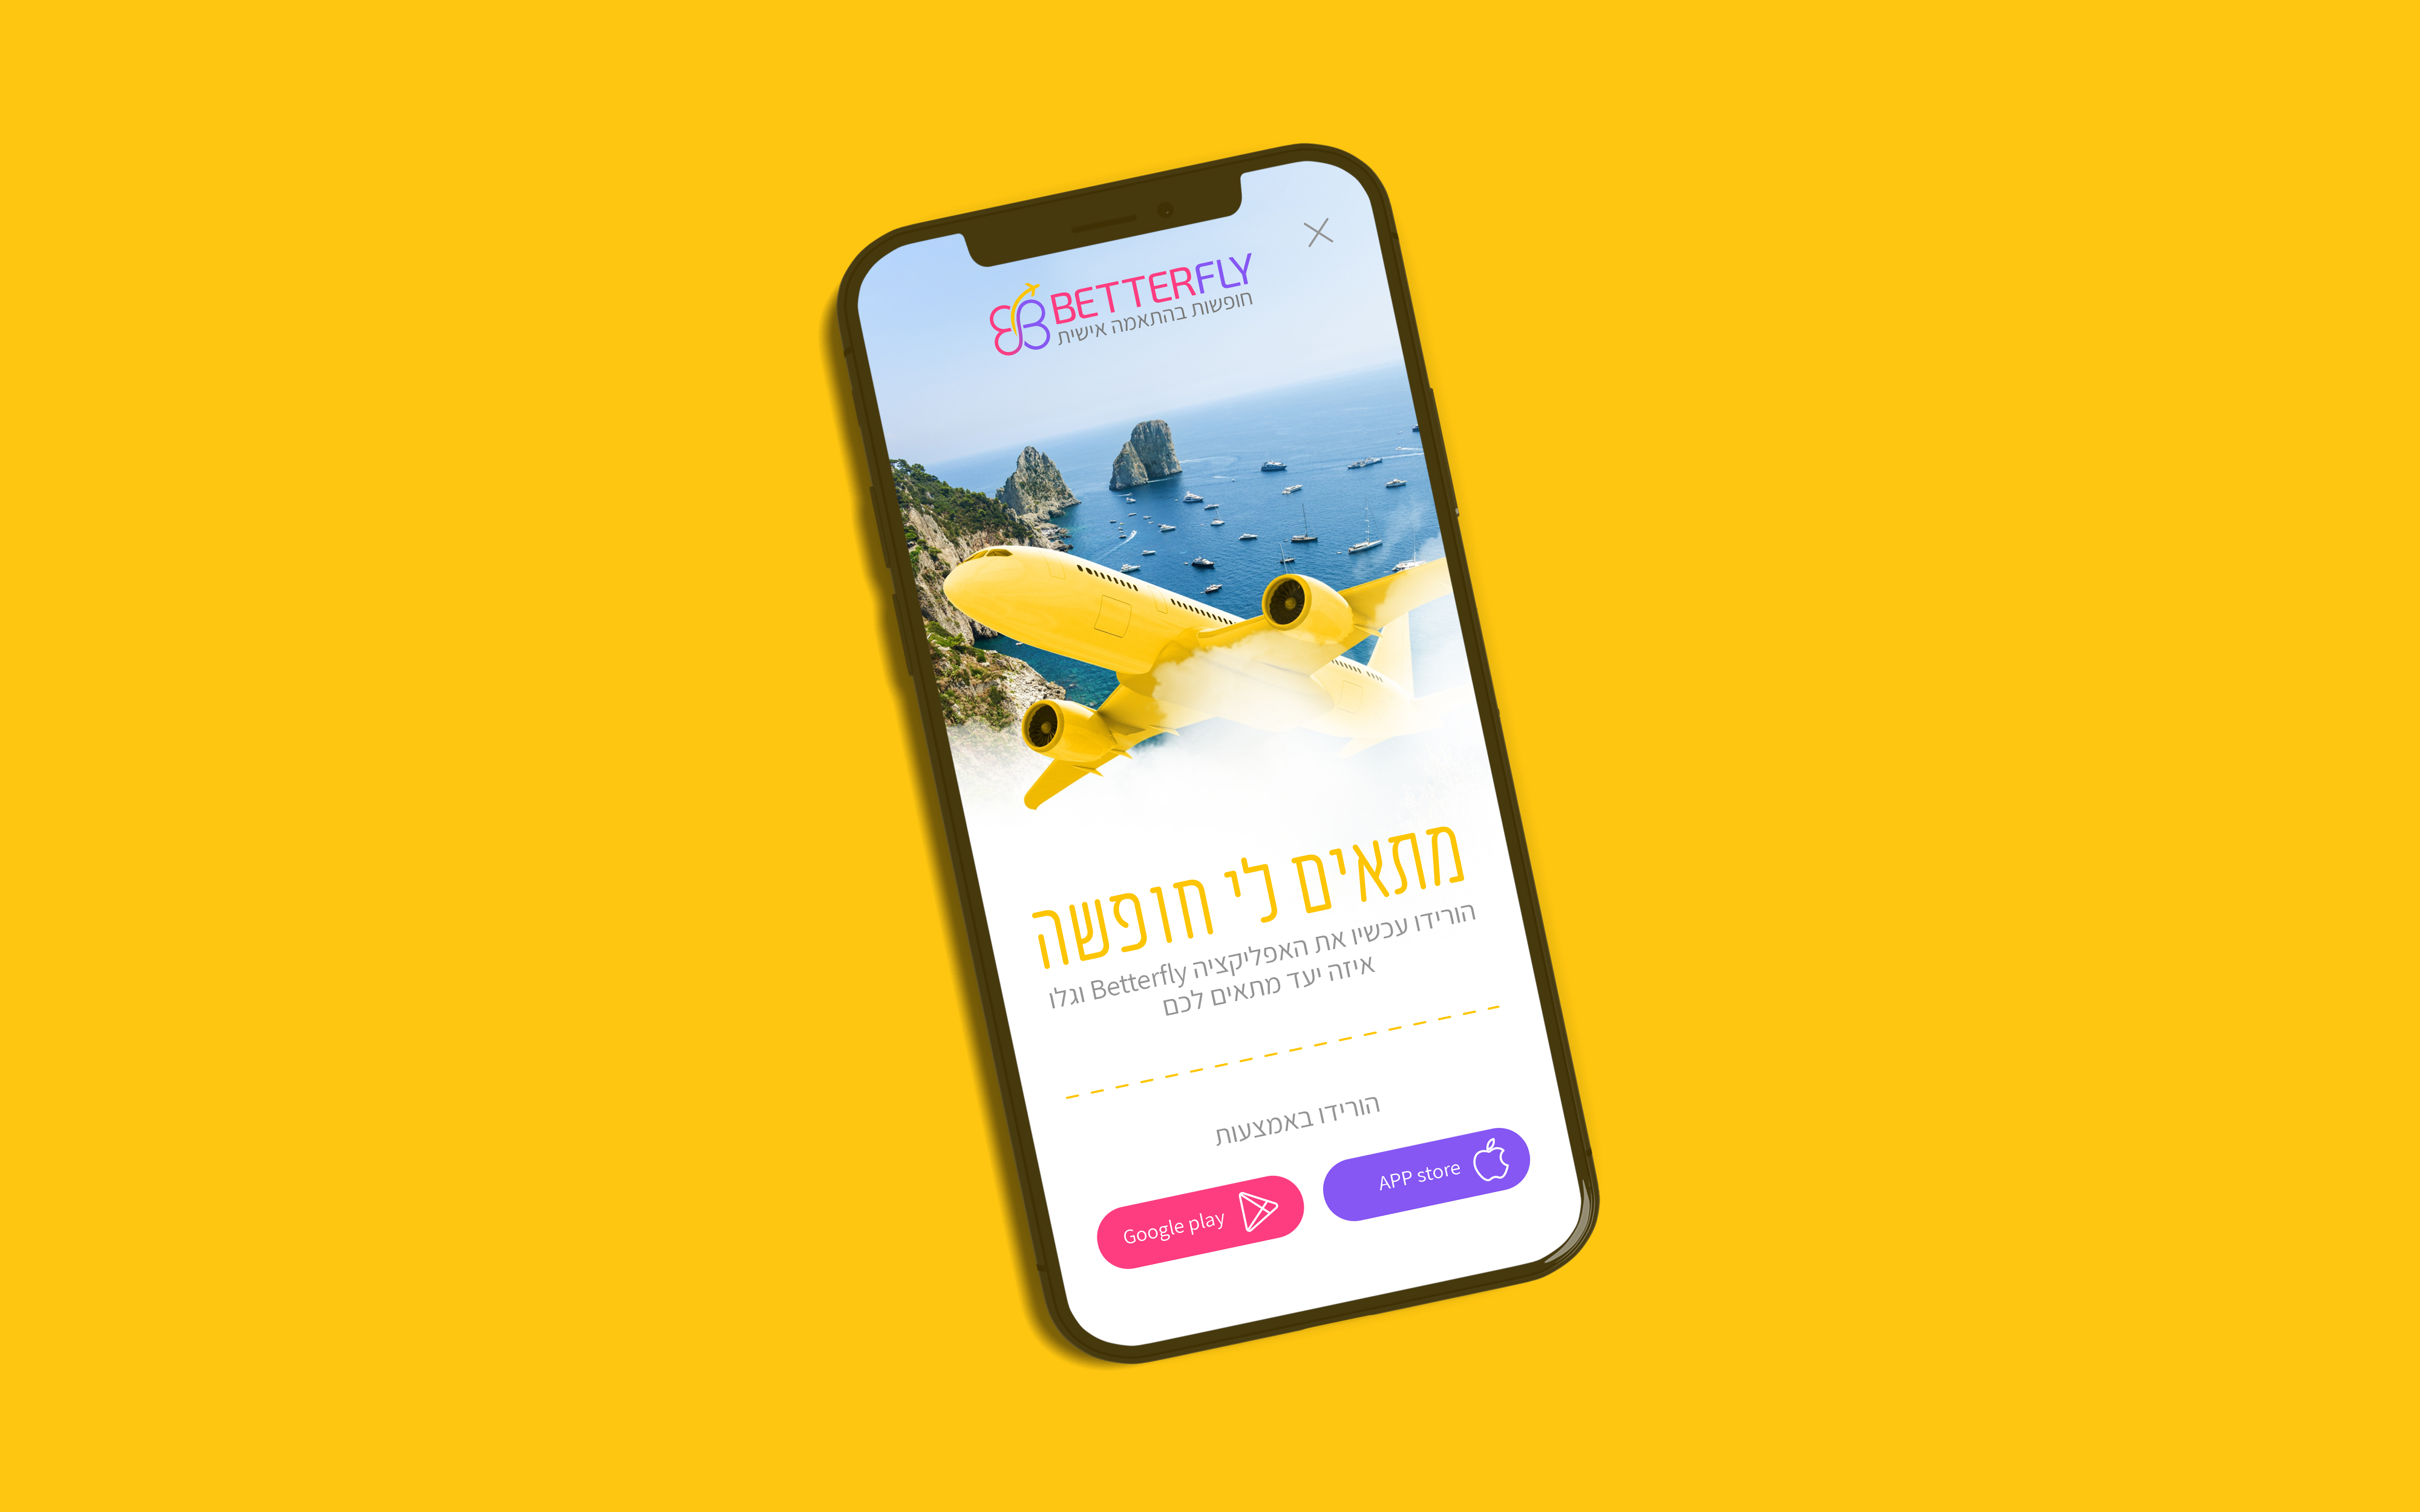 BETTERFLY
חופשות בהתאמה אישית
מתאים לי חופשה
הורידו עכשיו את האפליקציה Betterfly וגלו
איזה יעד מתאים לכם
הורידו באמצעות
APP store
Google play